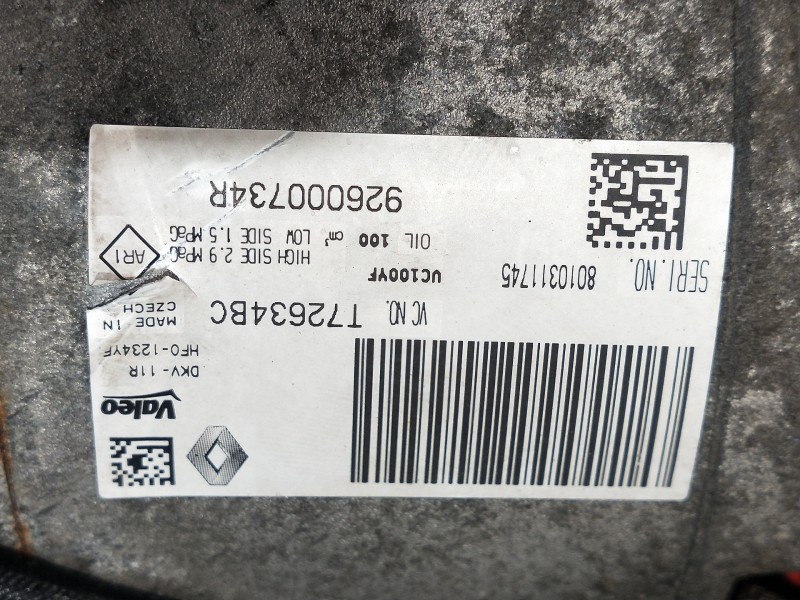 Valeo
DKV-11R
HFO-1234YF
MADE IN
CZECH
AR1
VC NO. T72634BC
VC100YF
HIGH SIDE 2.9 MPaG
OIL 100 cm³ LOW SIDE 1.5 MPaG
926000734R
SERI.NO. 8010311745